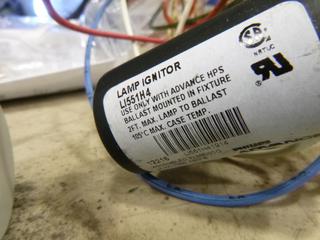 LAMP IGNITOR
LI551H4
USE ONLY WITH ADVANCE HPS
BALLAST MOUNTED IN FIXTURE
2FT. MAX. LAMP TO BALLAST
105°C MAX. CASE TEMP.